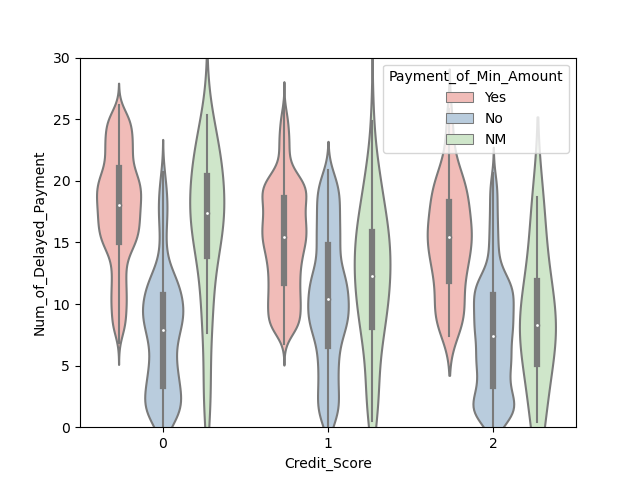 30
25
20
15
10
5
0
Num_of_Delayed_Payment
Payment_of_Min_Amount
Yes
No
NM
0
1
2
Credit_Score